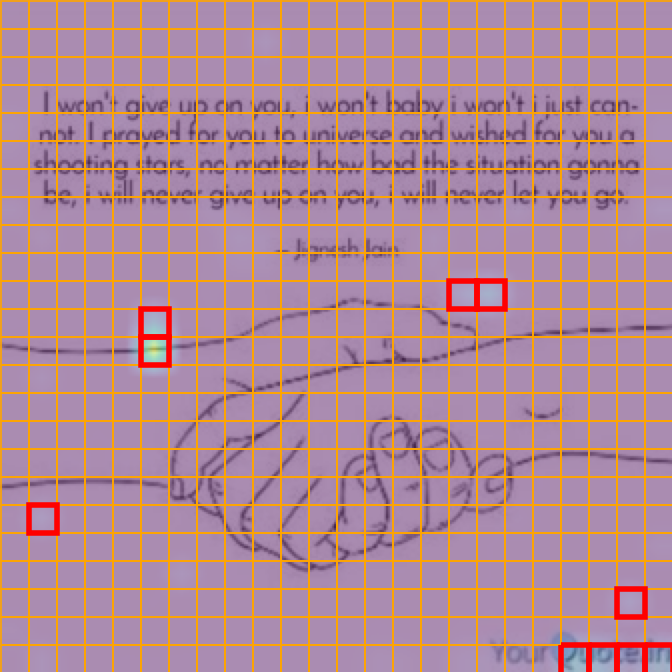 I won't give up on you, i won't baby i won't i just can-
not. I prayed for you to universe and wished for you a
shooting stars, no matter how bad the situation gonna
be, i will never give up on you, i will never let you go.
-- Jignesh Jain
YourQuote.in